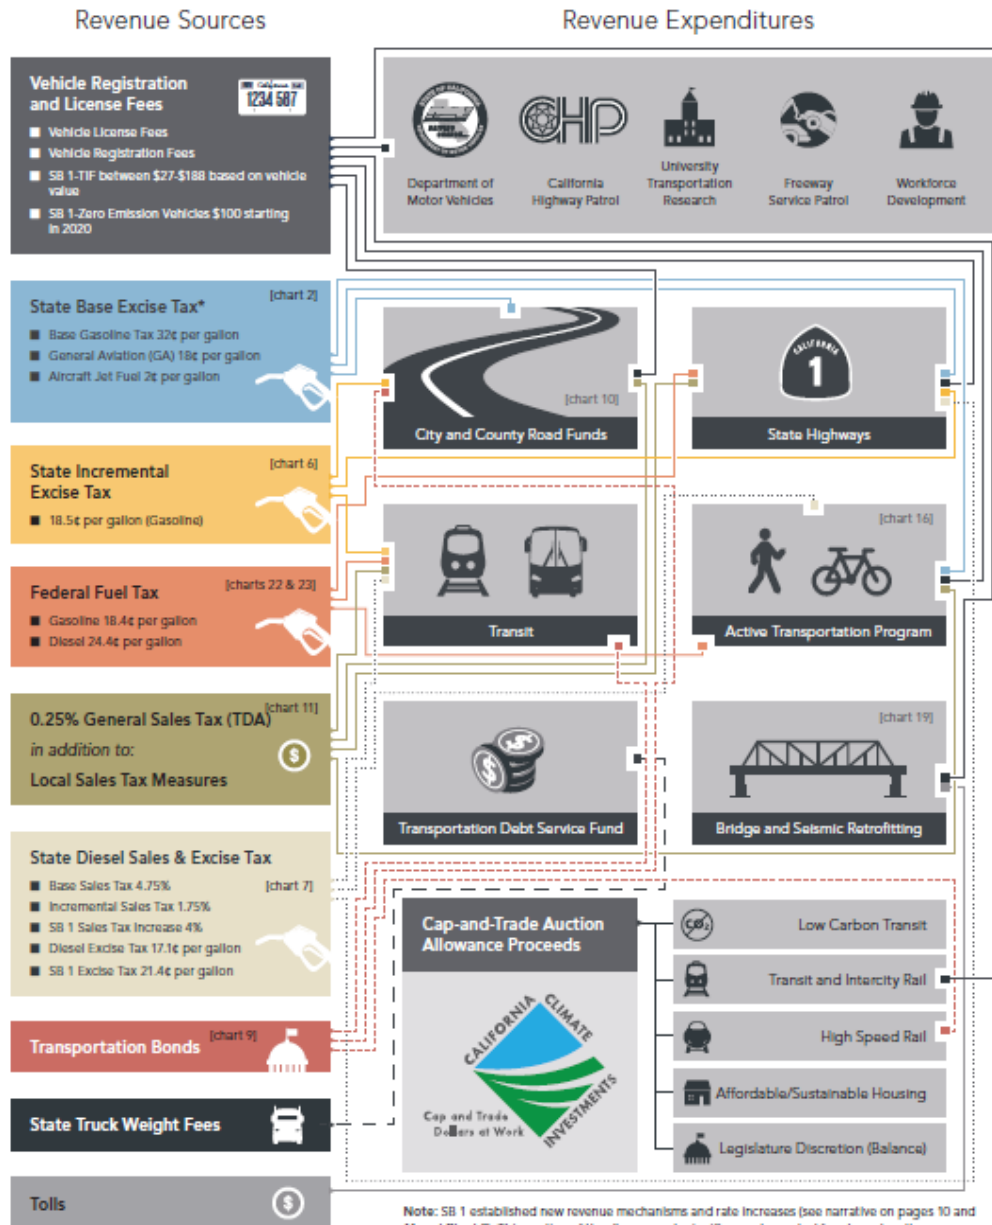 Revenue Sources
Revenue Expenditures
Vehicle Registration
and License Fees
1234 587
Vehicle License Fees
Vehicle Registration Fees
SB 1-TIF between $27-$188 based on vehicle
value
SB 1-Zero Emission Vehicles $100 starting
in 2020
CHP
Department of
Motor Vehicles
California
Highway Patrol
University
Transportation
Research
Freeway
Service Patrol
Workforce
Development
[chart 2]
State Base Excise Tax*
Base Gasoline Tax 32¢ per gallon
General Aviation (GA) 18¢ per gallon
Aircraft Jet Fuel 2¢ per gallon
[chart 10]
City and County Road Funds
CALIFORNIA
1
State Highways
[chart 6]
State Incremental
Excise Tax
18.5¢ per gallon (Gasoline)
Transit
[chart 16]
Active Transportation Program
[charts 22 & 23]
Federal Fuel Tax
Gasoline 18.4¢ per gallon
Diesel 24.4¢ per gallon
[chart 11]
0.25% General Sales Tax (TDA)
in addition to:
Local Sales Tax Measures
$
Transportation Debt Service Fund
[chart 19]
Bridge and Seismic Retrofitting
State Diesel Sales & Excise Tax
[chart 7]
Base Sales Tax 4.75%
Incremental Sales Tax 1.75%
SB 1 Sales Tax Increase 4%
Diesel Excise Tax 17.1¢ per gallon
SB 1 Excise Tax 21.4¢ per gallon
Cap-and-Trade Auction
Allowance Proceeds
CALIFORNIA CLIMATE
INVESTMENTS
Cap and Trade
at Work
CO2
Low Carbon Transit
Transit and Intercity Rail
High Speed Rail
Affordable/Sustainable Housing
Legislature Discretion (Balance)
[chart 9]
Transportation Bonds
State Truck Weight Fees
Tolls
$
Note: SB 1 established new revenue mechanisms and rate increases (see narrative on pages 10 and